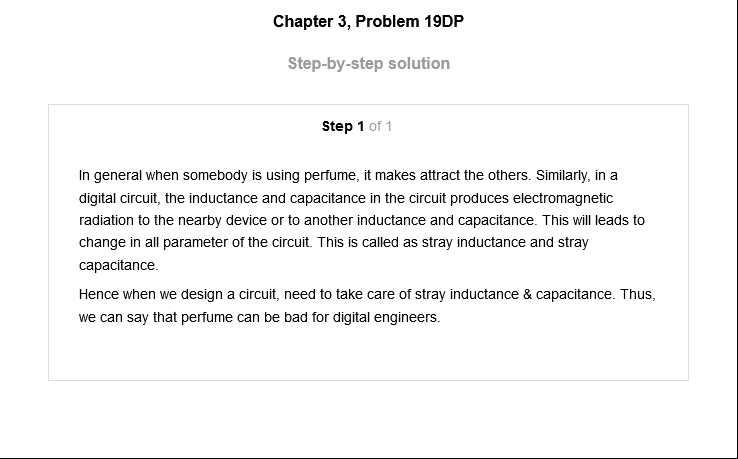 Chapter 3, Problem 19DP
Step-by-step solution
Step 1 of 1
In general when somebody is using perfume, it makes attract the others. Similarly, in a
digital circuit, the inductance and capacitance in the circuit produces electromagnetic
radiation to the nearby device or to another inductance and capacitance. This will leads to
change in all parameter of the circuit. This is called as stray inductance and stray
capacitance.
Hence when we design a circuit, need to take care of stray inductance & capacitance. Thus,
we can say that perfume can be bad for digital engineers.